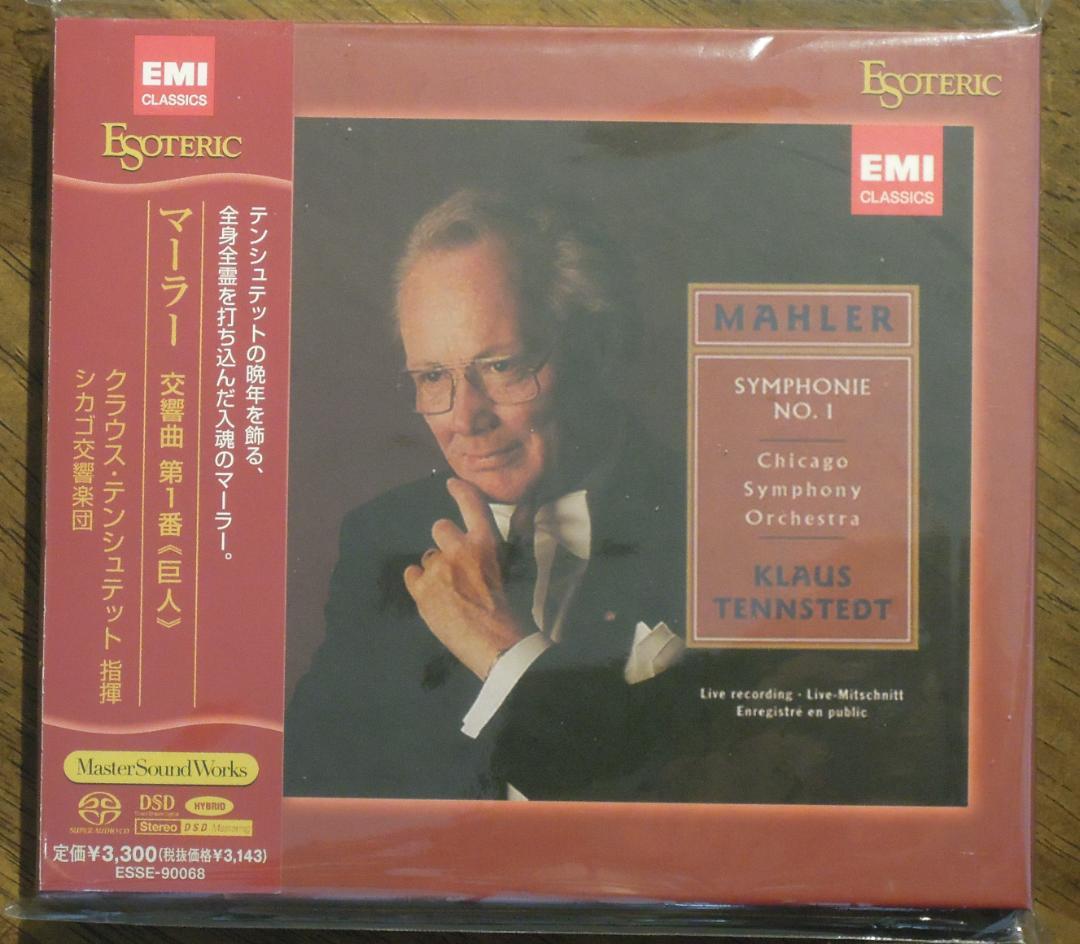 EMI
CLASSICS
ESOTERIC
テンシュテットの晩年を飾る、
全身全霊を打ち込んだ入魂のマーラー。
マーラー 交響曲 第1番《巨人》
クラウス・テンシュテット 指揮
シカゴ交響楽団
MasterSoundWorks
SUPER AUDIO CD
DSD
HYBRID
Stereo DSD Mastering
定価¥3,300(税抜価格¥3,143)
ESSE-90068
ESOTERIC
EMI
CLASSICS
MAHLER
SYMPHONIE
NO. 1
Chicago
Symphony
Orchestra
KLAUS
TENNSTEDT
Live recording · Live-Mitschnitt
Enregistré en public